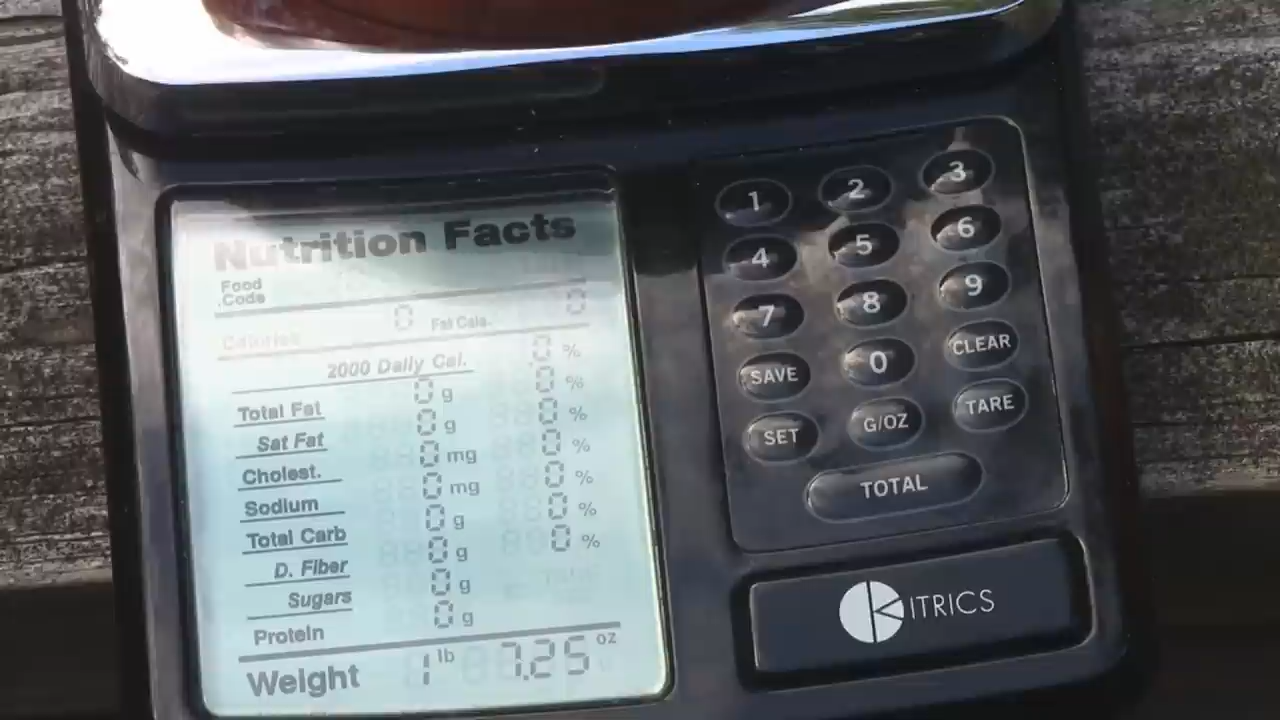 Nutrition Facts
Food
Code
Calories 0 Fat Cals. 0
2000 Daily Cal.
Total Fat 0 g 0 %
Sat Fat 0 g 0 %
Cholest. 0 mg 0 %
Sodium 0 mg 0 %
Total Carb 0 g 0 %
D. Fiber 0 g 0 %
Sugars 0 g 0 %
Protein 0 g
Weight 1 lb 7.25 oz
1 2 3
4 5 6
7 8 9
SAVE 0 CLEAR
SET G/OZ TARE
TOTAL
KITRICS